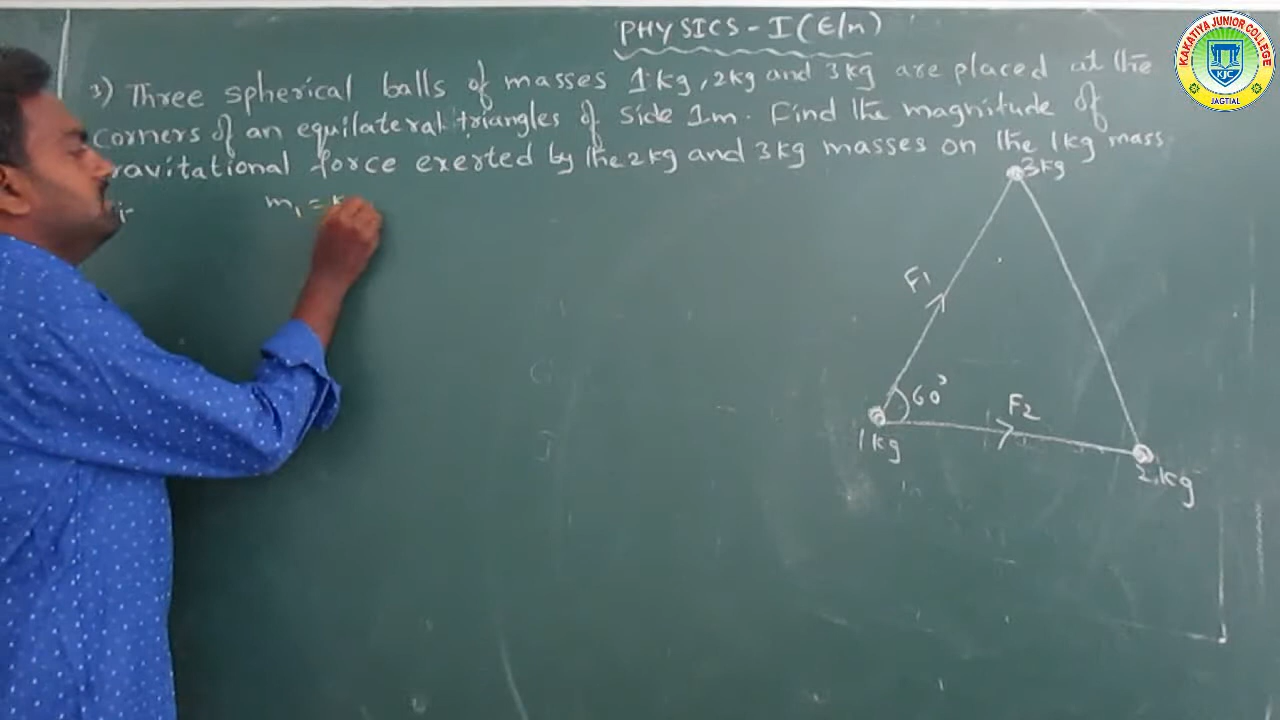 PHYSICS - I (E/M)
3) Three spherical balls of masses 1kg, 2kg and 3kg are placed at the
corners of an equilateral triangles of side 1m. Find the magnitude of
ravitational force exerted by the 2kg and 3kg masses on the 1kg mass
m₁ =
3kg
F1
60°
F2
1kg
2kg
KAKATIYA JUNIOR COLLEGE
KJC
JAGTIAL